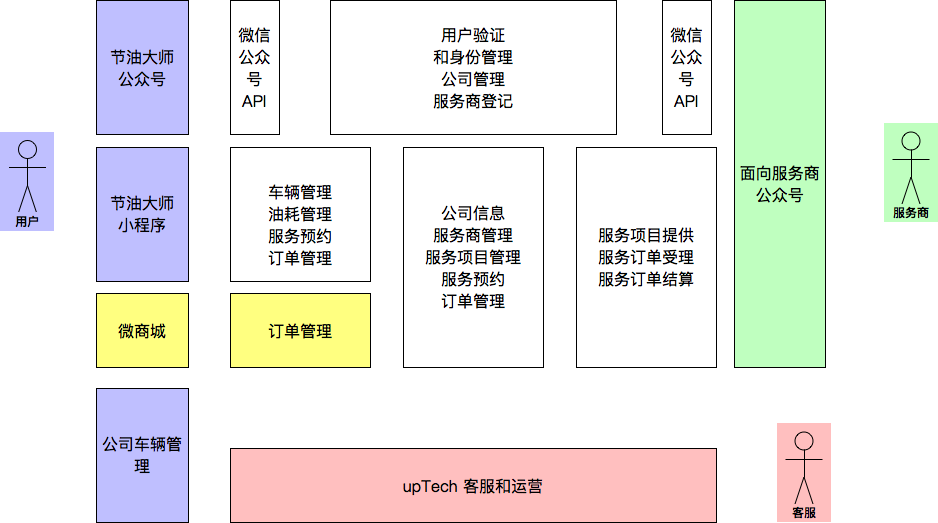 节油大师
公众号
微信
公众
号
API
用户验证
和身份管理
公司管理
服务商登记
微信
公众
号
API
面向服务商
公众号
服务商
用户
节油大师
小程序
车辆管理
油耗管理
服务预约
订单管理
公司信息
服务商管理
服务项目管理
服务预约
订单管理
服务项目提供
服务订单受理
服务订单结算
微商城
订单管理
公司车辆管
理
upTech 客服和运营
客服